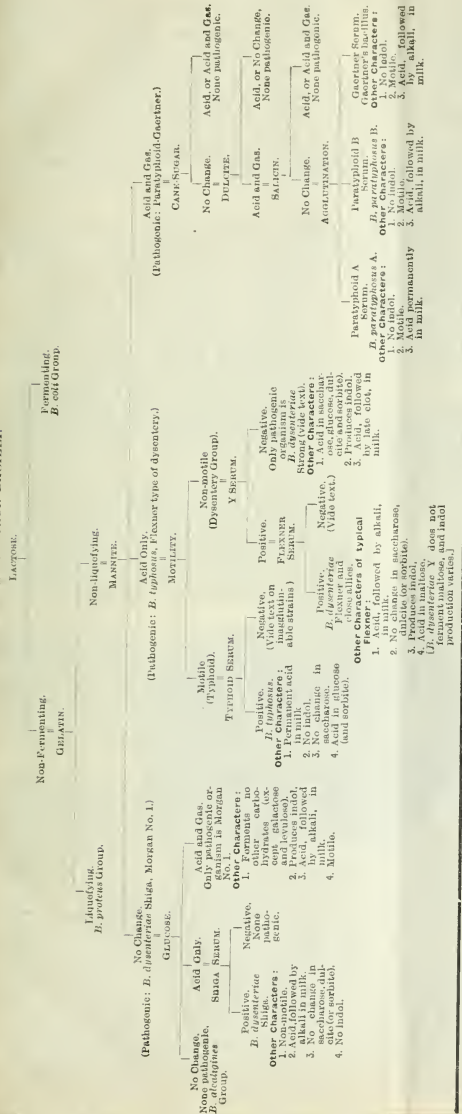 LACTOSE.
Non-Fermenting.
GELATIN.
Fermenting.
B. coli Group.
Liquefying.
B. proteus Group.
Non-liquefying.
MANNITE.
No Change.
(Pathogenic: B. dysenteriae Shiga, Morgan No. 1.)
GLUCOSE.
Acid Only.
(Pathogenic: B. typhosus, Flexner type of dysentery.)
MOTILITY.
Acid and Gas.
(Pathogenic: Paratyphoid-Gaertner.)
CANE SUGAR.
No Change.
None pathogenic.
B. alcaligines
Group.
Acid Only.
SHIGA SERUM.
Acid and Gas.
Only pathogenic or-
ganism is Morgan
No. 1.
Other Characters:
1. Ferments no
other carbo-
hydrates (ex-
cept galactose
and levulose).
2. Produces indol.
3. Acid, followed
by alkali, in
milk.
4. Motile.
Positive.
B. dysenteriae
Shiga.
Other Characters:
1. Non-motile.
2. Acid, followed by
alkali in milk.
3. No change in
saccharose, dul-
cite (or sorbite).
4. No indol.
Negative.
None
patho-
genic.
Motile
(Typhoid).
TYPHOID SERUM.
Non-motile
(Dysentery Group).
Y SERUM.
Positive.
B. typhosus.
Other Characters:
1. Permanent acid
in milk
2. No indol.
3. No change in
saccharose.
4. Acid in glucose
(and sorbite).
Negative.
(Vide text on
inagglutin-
able strains)
Positive.
FLEXNER
SERUM.
Negative.
Only pathogenic
organism is
B. dysenteriae
Strong (vide text).
Other Characters:
1. Acid in sacchar-
ose, glucose, dul-
cite and sorbite).
2. Produces indol.
3. Acid, followed
by late clot, in
milk.
Positive.
B. dysenteriae
Flexner and
close allies.
Negative.
(Vide text.)
Other Characters of typical
Flexner:
1. Acid, followed by alkali,
in milk.
2. No change in saccharose,
dulcite (or sorbite).
3. Produces indol.
4. Acid in maltose.
[B. dysenteriae Y does not
ferment maltose, and indol
production varies.]
No Change.
DULCITE.
Acid, or Acid and Gas.
None pathogenic.
Acid and Gas.
SALICIN.
Acid, or No Change.
None pathogenic.
No Change.
AGGLUTINATION.
Acid, or Acid and Gas.
None pathogenic.
Paratyphoid A
Serum.
B. paratyphosus A.
Other Characters:
1. No indol.
2. Motile.
3. Acid permanently
in milk.
Paratyphoid B
Serum.
B. paratyphosus B.
Other Characters:
1. No indol.
2. Motile.
3. Acid, followed by
alkali, in milk.
Gaertner Serum.
Gaertner's bacillus.
Other Characters:
1. No indol.
2. Motile.
3. Acid, followed
by alkali, in
milk.